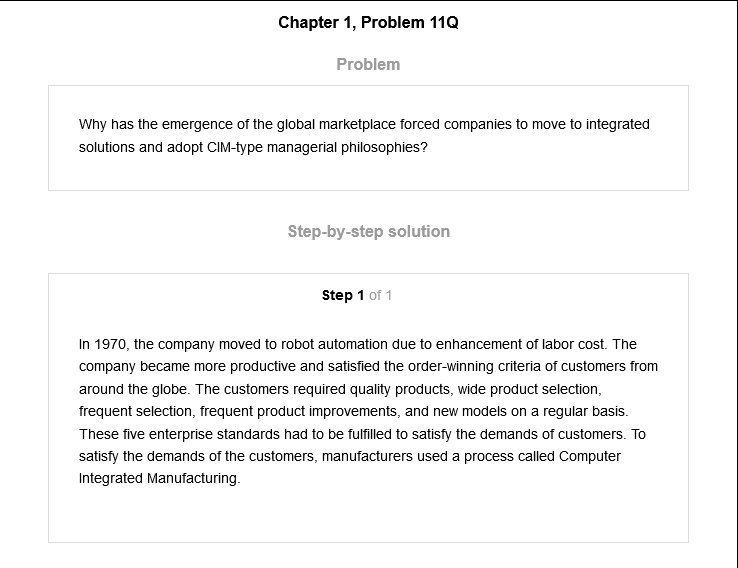 Chapter 1, Problem 11Q
Problem
Why has the emergence of the global marketplace forced companies to move to integrated
solutions and adopt CIM-type managerial philosophies?
Step-by-step solution
Step 1 of 1
In 1970, the company moved to robot automation due to enhancement of labor cost. The
company became more productive and satisfied the order-winning criteria of customers from
around the globe. The customers required quality products, wide product selection,
frequent selection, frequent product improvements, and new models on a regular basis.
These five enterprise standards had to be fulfilled to satisfy the demands of customers. To
satisfy the demands of the customers, manufacturers used a process called Computer
Integrated Manufacturing.